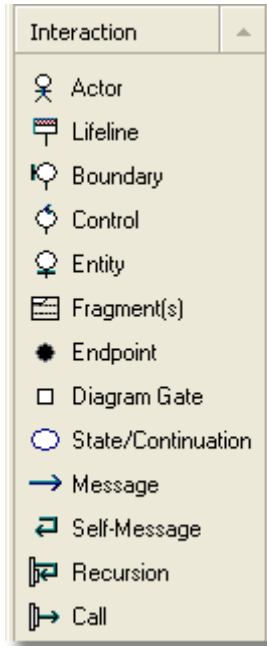 Interaction
Actor
Lifeline
Boundary
Control
Entity
Fragment(s)
Endpoint
Diagram Gate
State/Continuation
Message
Self-Message
Recursion
Call